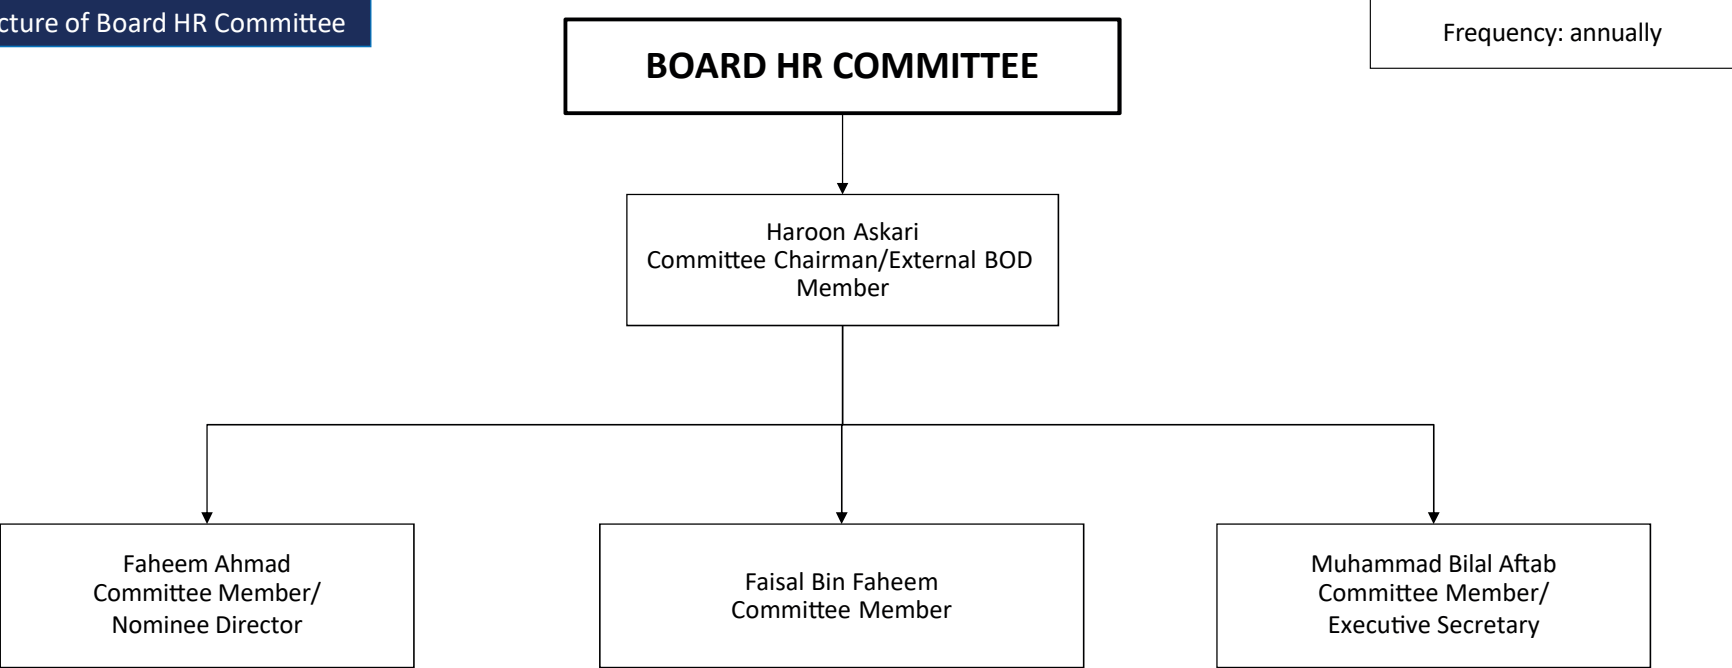 cture of Board HR Committee
Frequency: annually
BOARD HR COMMITTEE
Haroon Askari
Committee Chairman/External BOD
Member
Faheem Ahmad
Committee Member/
Nominee Director
Faisal Bin Faheem
Committee Member
Muhammad Bilal Aftab
Committee Member/
Executive Secretary